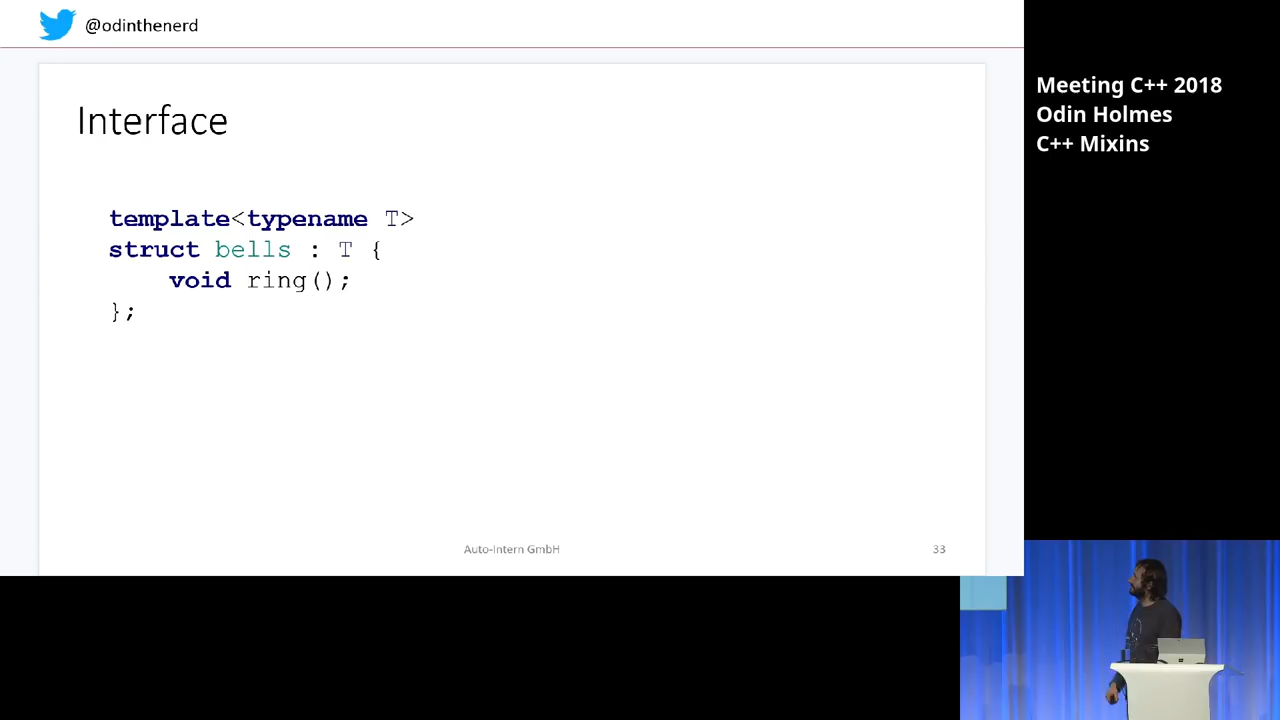 @odinthenerd
Interface
template<typename T>
struct bells : T {
    void ring();
};
Auto-Intern GmbH
33
Meeting C++ 2018
Odin Holmes
C++ Mixins